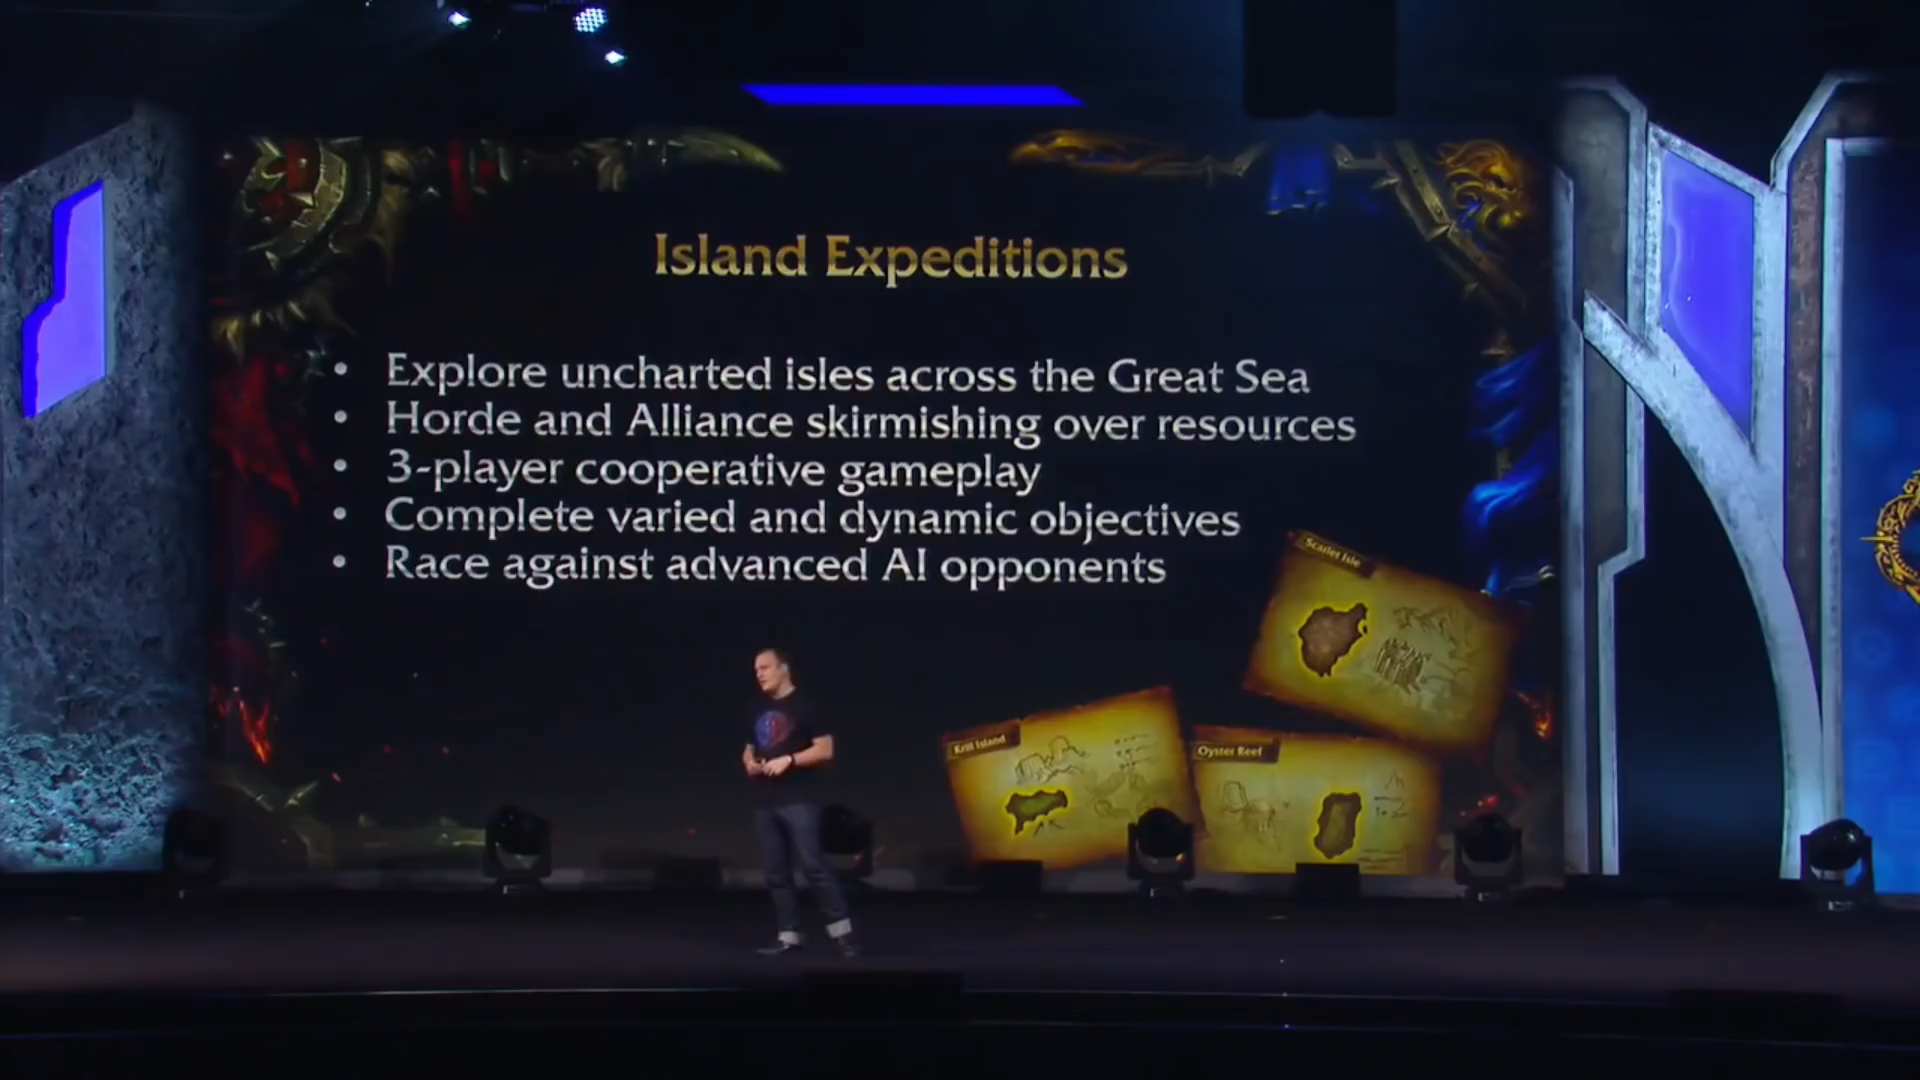 Island Expeditions
• Explore uncharted isles across the Great Sea
• Horde and Alliance skirmishing over resources
• 3-player cooperative gameplay
• Complete varied and dynamic objectives
• Race against advanced AI opponents
Scarlet Isle
Krill Island
Oyster Reef